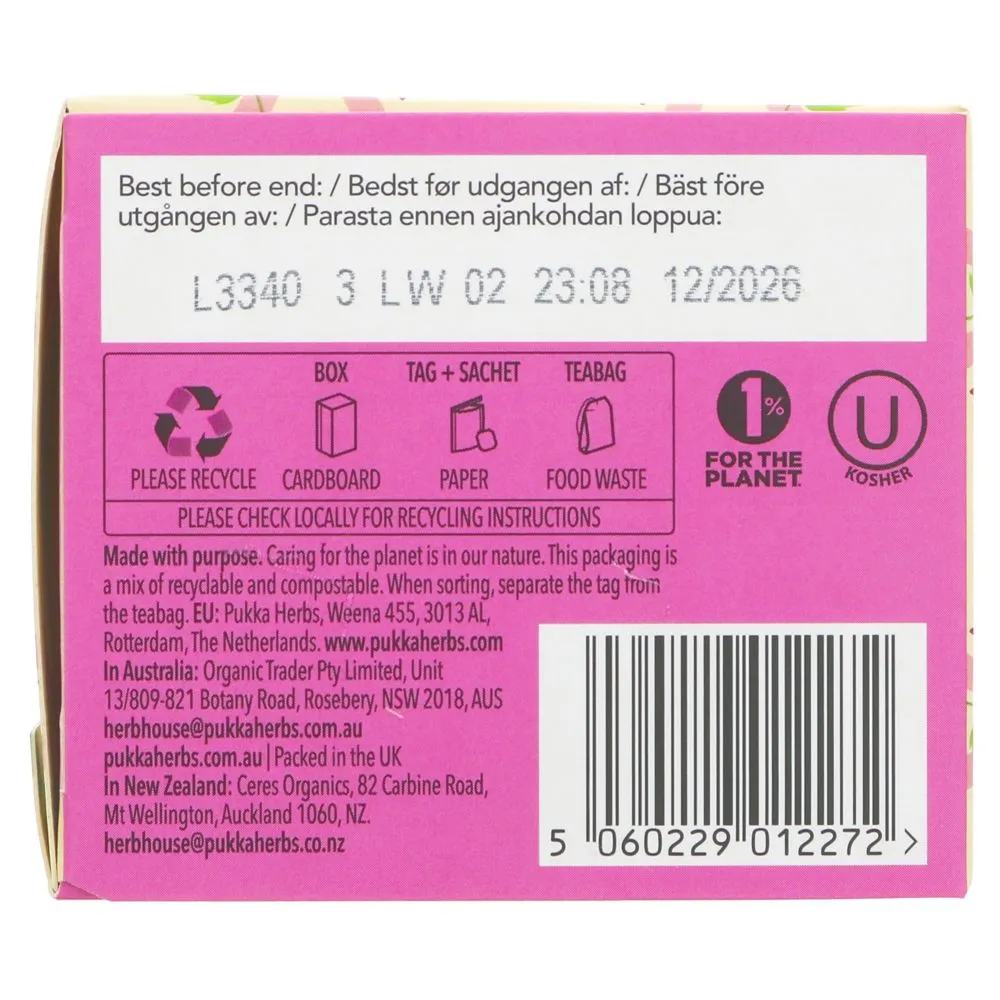 Best before end: / Bedst før udgangen af: / Bäst före
utgången av: / Parasta ennen ajankohdan loppua:
L3340 3 LW 02 23:08 12/2026
BOX TAG + SACHET TEABAG
PLEASE RECYCLE CARDBOARD PAPER FOOD WASTE
PLEASE CHECK LOCALLY FOR RECYCLING INSTRUCTIONS
1%
FOR THE
PLANET
U
KOSHER
Made with purpose. Caring for the planet is in our nature. This packaging is
a mix of recyclable and compostable. When sorting, separate the tag from
the teabag. EU: Pukka Herbs, Weena 455, 3013 AL,
Rotterdam, The Netherlands. www.pukkaherbs.com
In Australia: Organic Trader Pty Limited, Unit
13/809-821 Botany Road, Rosebery, NSW 2018, AUS
herbhouse@pukkaherbs.com.au
pukkaherbs.com.au | Packed in the UK
In New Zealand: Ceres Organics, 82 Carbine Road,
Mt Wellington, Auckland 1060, NZ.
herbhouse@pukkaherbs.co.nz
5 060229 012272 >